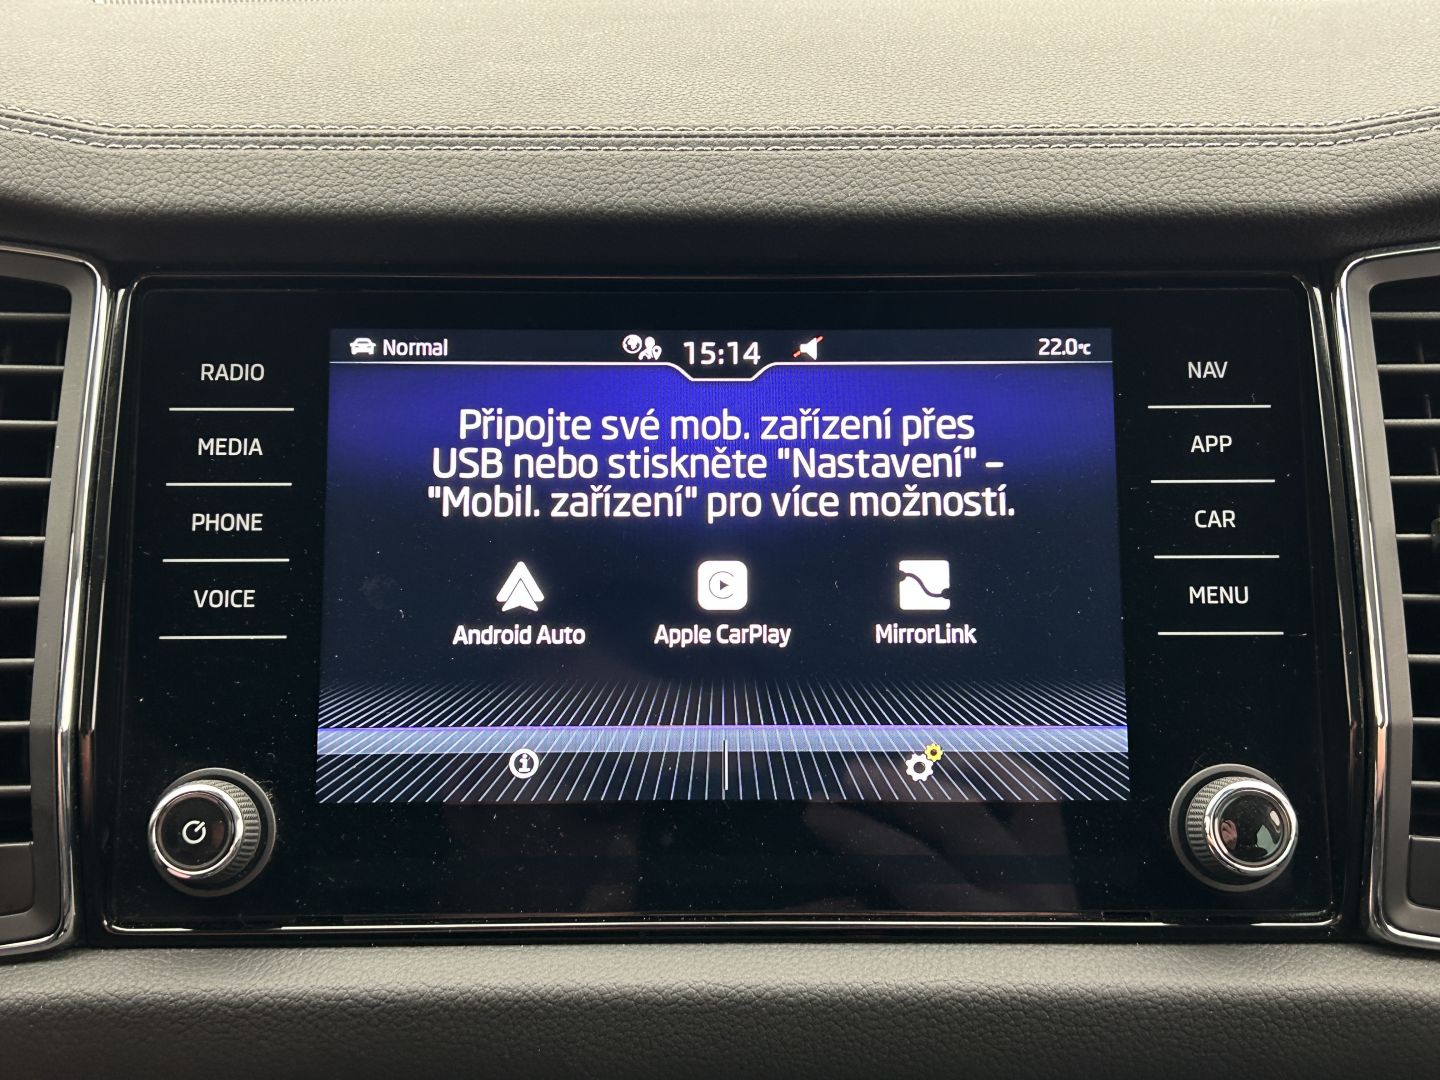 Normal
15:14
22.0°C
RADIO
MEDIA
PHONE
VOICE
Připojte své mob. zařízení přes
USB nebo stiskněte "Nastavení" –
"Mobil. zařízení" pro více možností.
Android Auto
Apple CarPlay
MirrorLink
NAV
APP
CAR
MENU